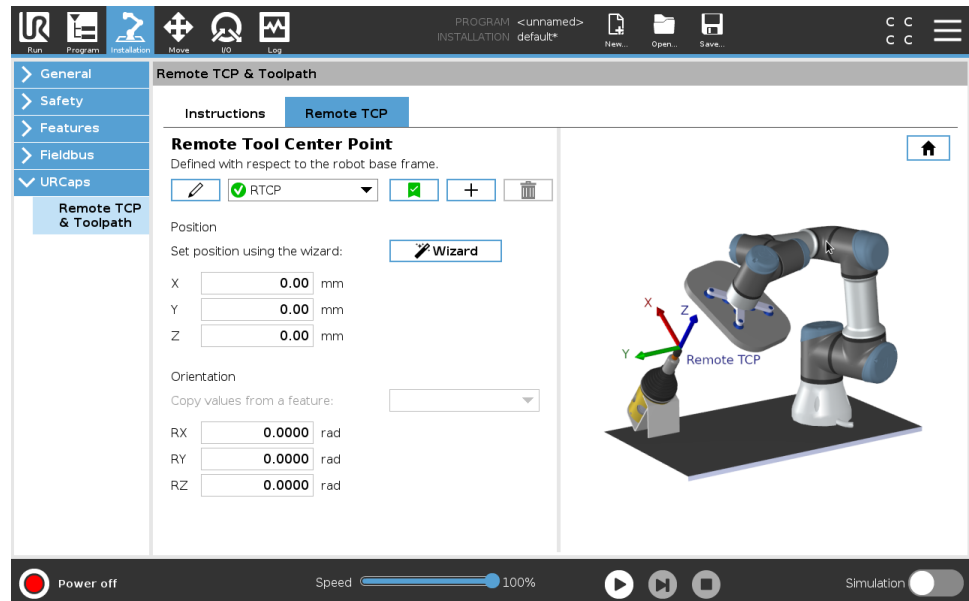 UR
Run
Program
Installation
Move
I/O
Log
PROGRAM <unnamed>
INSTALLATION default*
New...
Open...
Save...
C C
C C
General
Safety
Features
Fieldbus
URCaps
Remote TCP
& Toolpath
Remote TCP & Toolpath
Instructions
Remote TCP
Remote Tool Center Point
Defined with respect to the robot base frame.
RTCP
Position
Set position using the wizard:
Wizard
X 0.00 mm
Y 0.00 mm
Z 0.00 mm
Orientation
Copy values from a feature:
RX 0.0000 rad
RY 0.0000 rad
RZ 0.0000 rad
X
Z
Y
Remote TCP
Power off
Speed
100%
Simulation